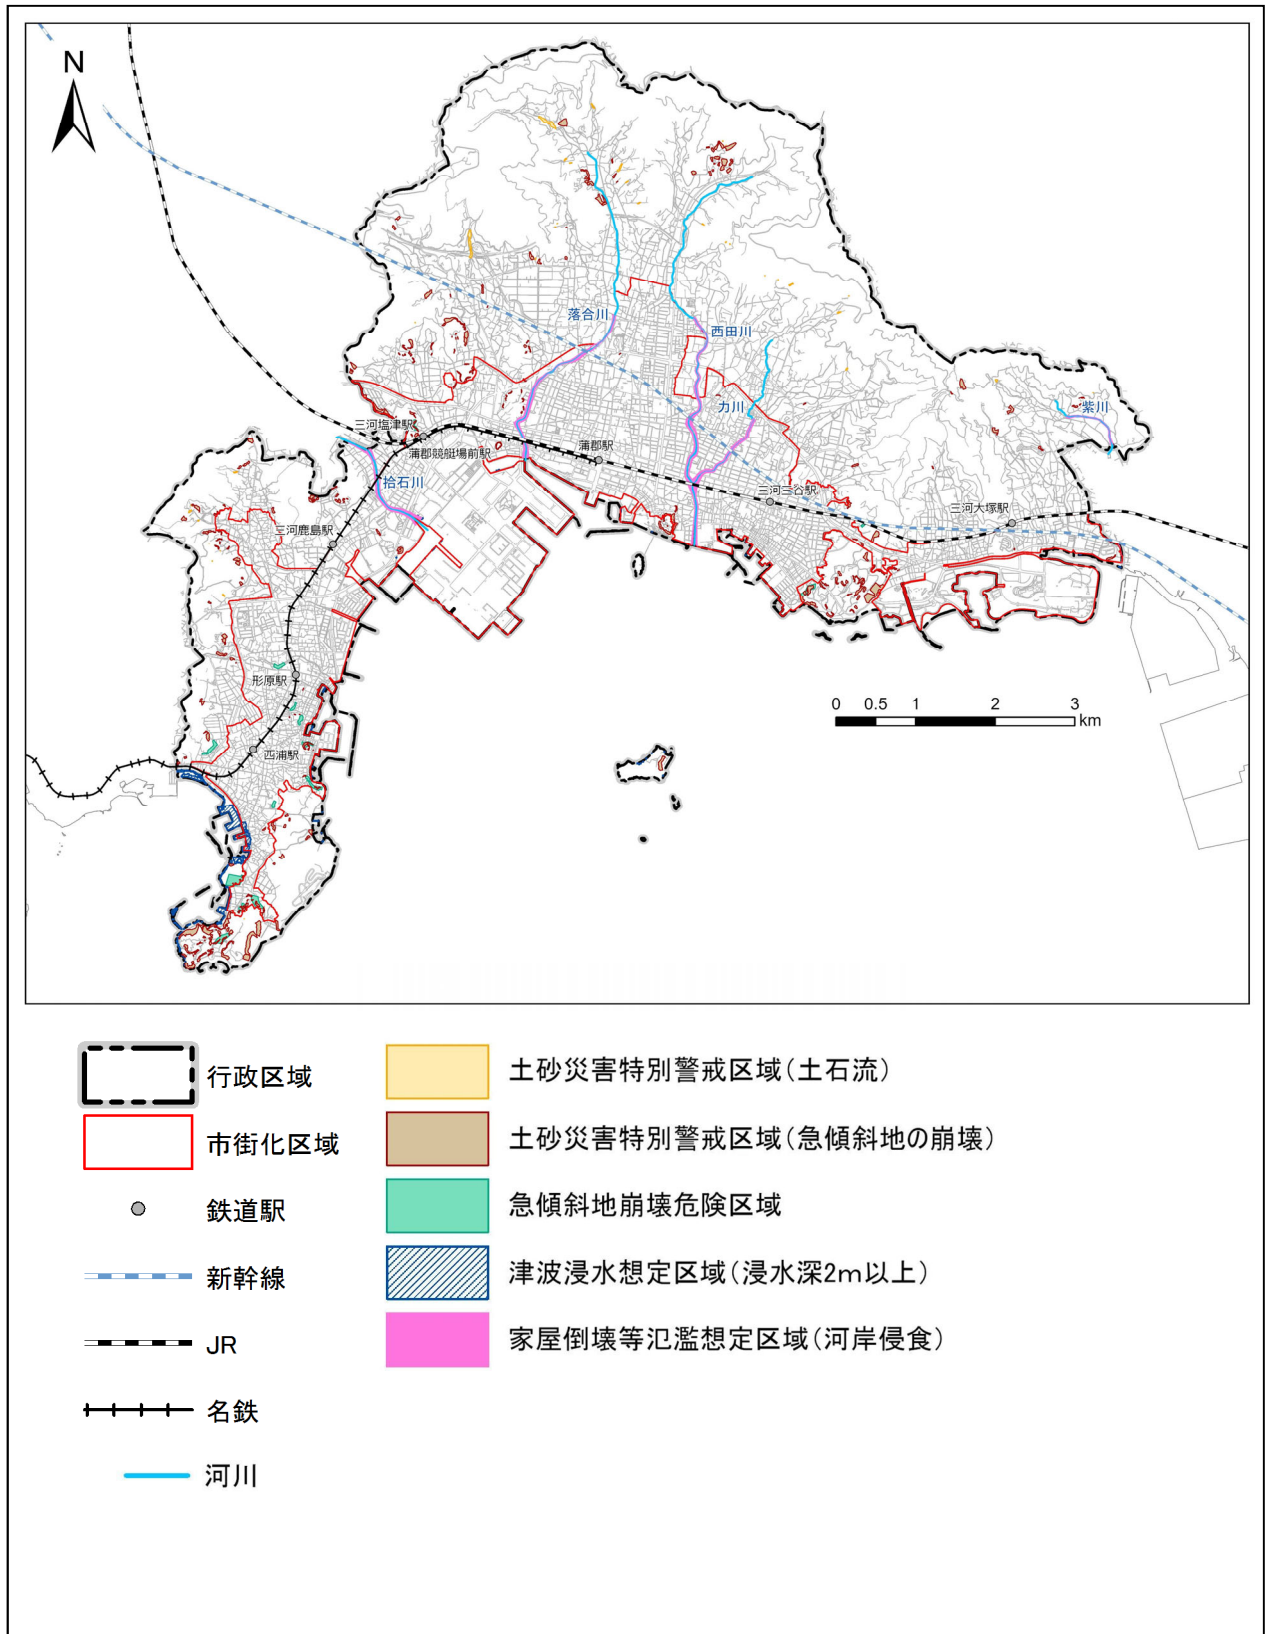 N
落合川
西田川
力川
紫川
三河塩津駅
蒲郡競艇場前駅
蒲郡駅
拾石川
三河三谷駅
三河大塚駅
三河鹿島駅
形原駅
西浦駅
0 0.5 1 2 3
km
行政区域
市街化区域
鉄道駅
新幹線
JR
名鉄
河川
土砂災害特別警戒区域(土石流)
土砂災害特別警戒区域(急傾斜地の崩壊)
急傾斜地崩壊危険区域
津波浸水想定区域(浸水深2m以上)
家屋倒壊等氾濫想定区域(河岸侵食)